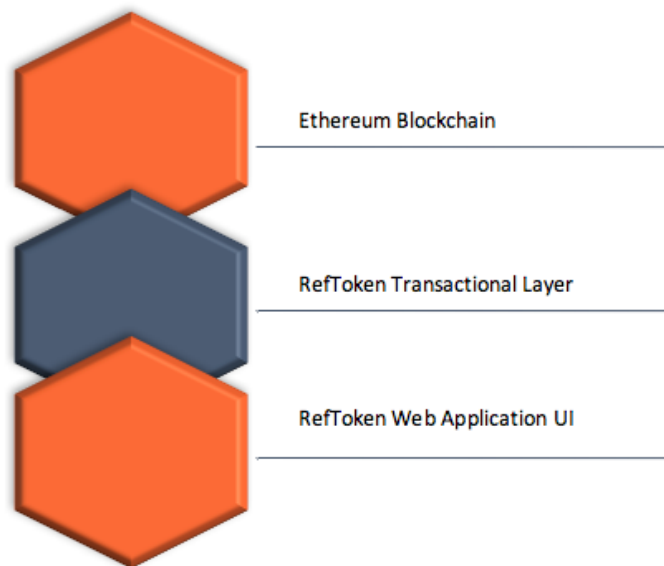 Ethereum Blockchain
RefToken Transactional Layer
RefToken Web Application UI